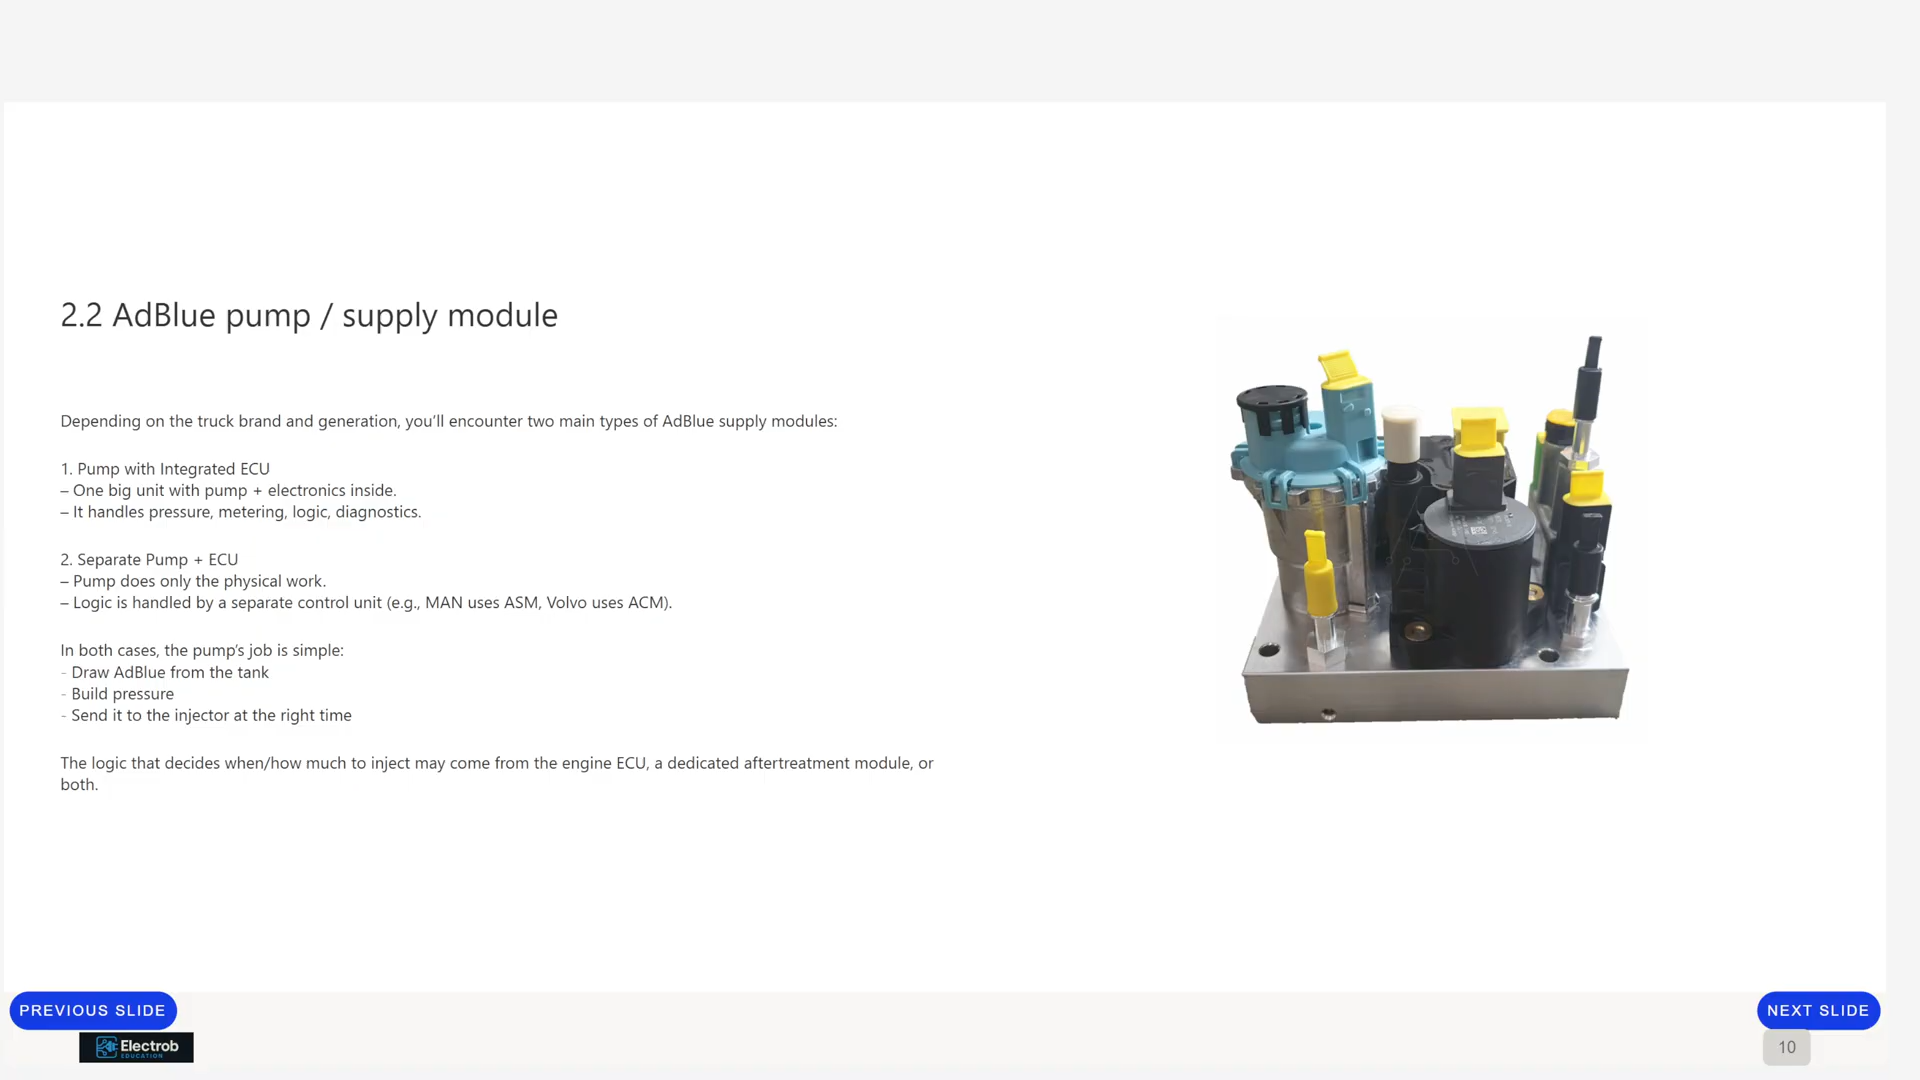 2.2 AdBlue pump / supply module
Depending on the truck brand and generation, you'll encounter two main types of AdBlue supply modules:
1. Pump with Integrated ECU
– One big unit with pump + electronics inside.
– It handles pressure, metering, logic, diagnostics.
2. Separate Pump + ECU
– Pump does only the physical work.
– Logic is handled by a separate control unit (e.g., MAN uses ASM, Volvo uses ACM).
In both cases, the pump's job is simple:
- Draw AdBlue from the tank
- Build pressure
- Send it to the injector at the right time
The logic that decides when/how much to inject may come from the engine ECU, a dedicated aftertreatment module, or
both.
PREVIOUS SLIDE
NEXT SLIDE
Electrob
EDUCATION
10